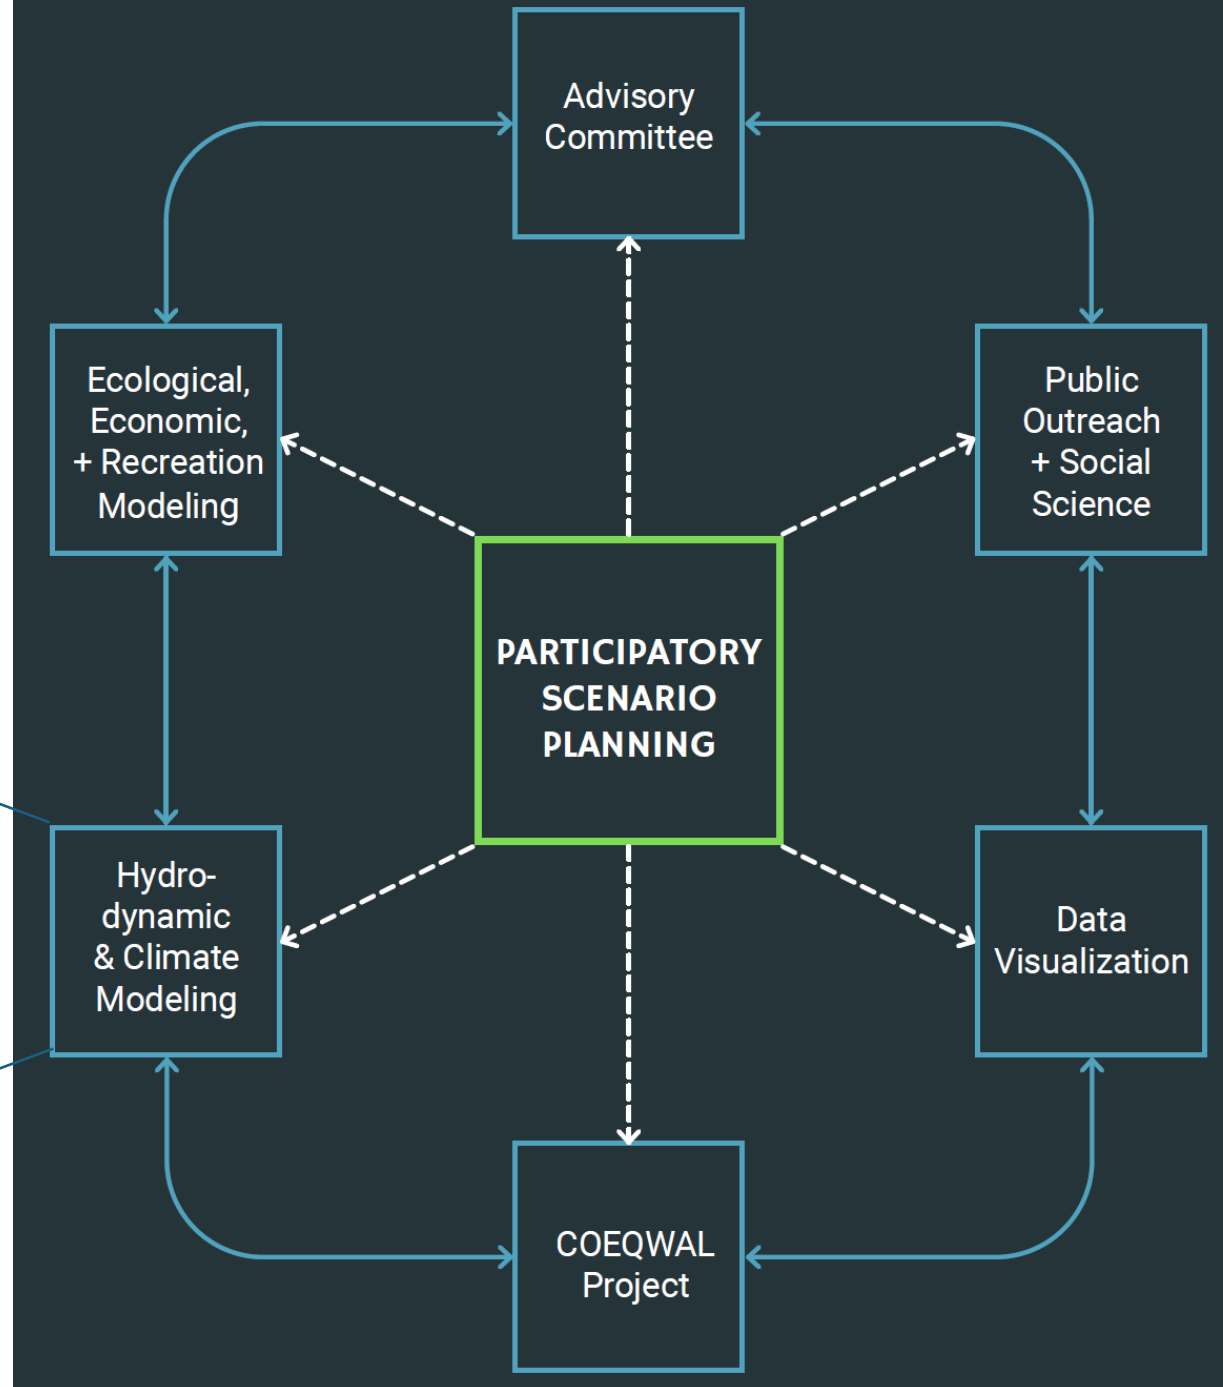 Advisory
Committee
Ecological,
Economic,
+ Recreation
Modeling
Public
Outreach
+ Social
Science
PARTICIPATORY
SCENARIO
PLANNING
Hydro-
dynamic
& Climate
Modeling
Data
Visualization
COEQWAL
Project